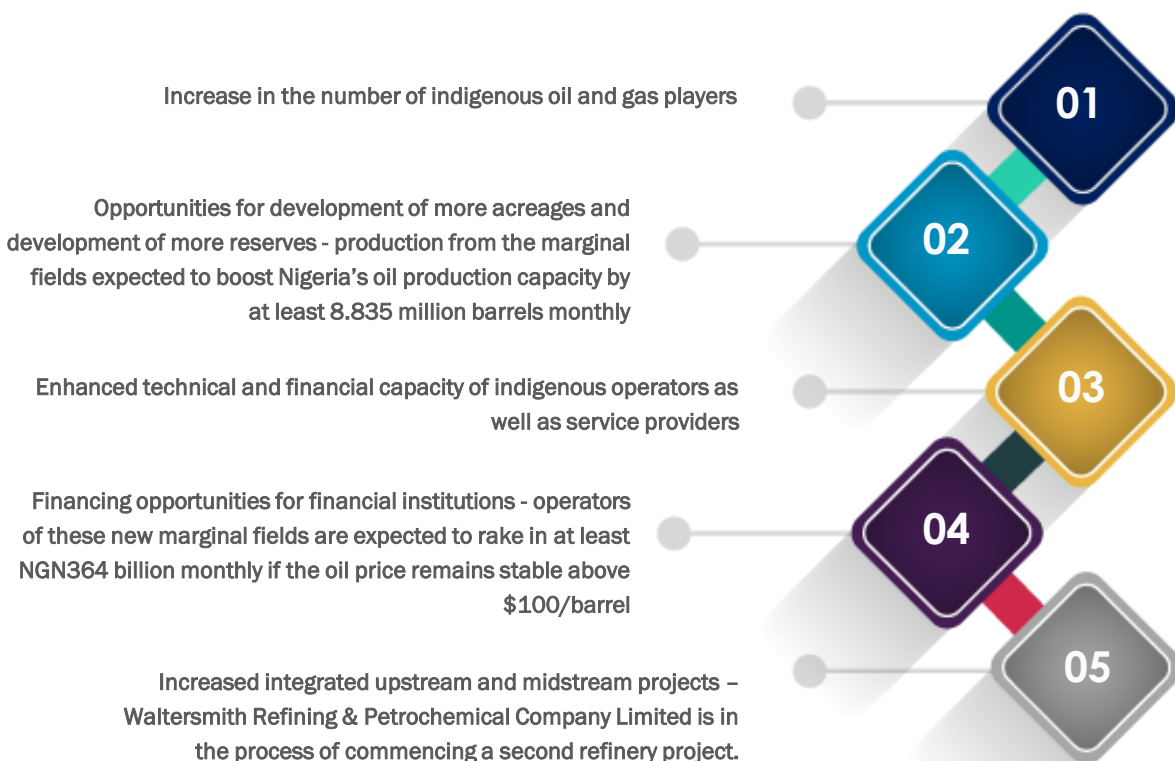 Increase in the number of indigenous oil and gas players
01
Opportunities for development of more acreages and
development of more reserves - production from the marginal
fields expected to boost Nigeria's oil production capacity by
at least 8.835 million barrels monthly
02
Enhanced technical and financial capacity of indigenous operators as
well as service providers
03
Financing opportunities for financial institutions - operators
of these new marginal fields are expected to rake in at least
NGN364 billion monthly if the oil price remains stable above
$100/barrel
04
Increased integrated upstream and midstream projects –
Waltersmith Refining & Petrochemical Company Limited is in
the process of commencing a second refinery project.
05